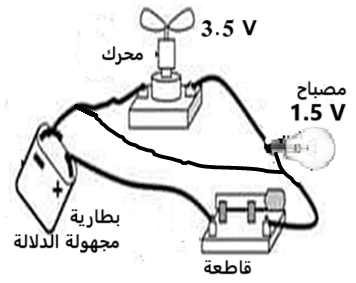 3.5 V
محرك
مصباح
1.5 V
-
+
بطارية
مجهولة الدلالة
قاطعة